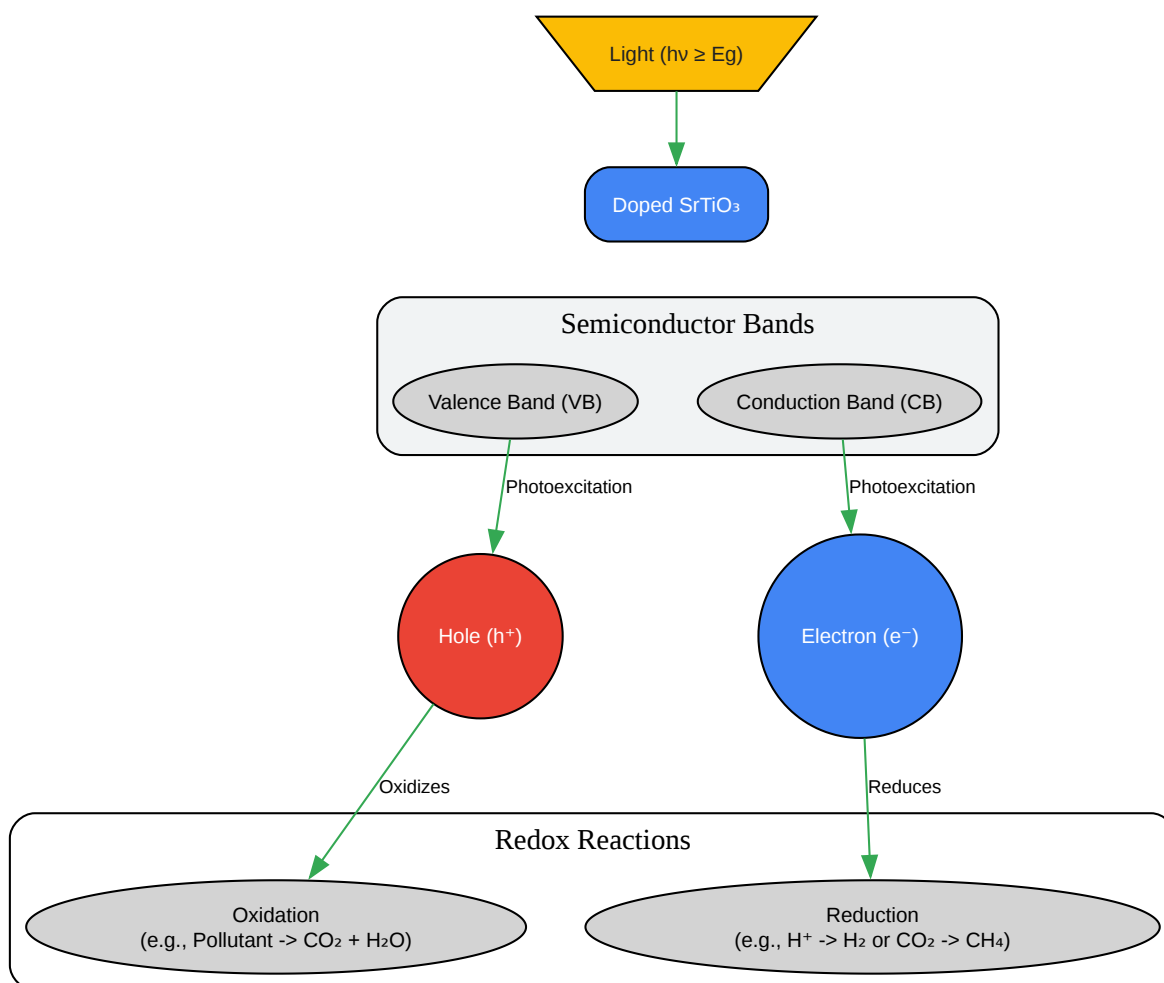 Light (hν ≥ Eg)
Doped SrTiO₃
Semiconductor Bands
Valence Band (VB)
Conduction Band (CB)
Photoexcitation
Photoexcitation
Hole (h⁺)
Electron (e⁻)
Oxidizes
Reduces
Redox Reactions
Oxidation
(e.g., Pollutant -> CO₂ + H₂O)
Reduction
(e.g., H⁺ -> H₂ or CO₂ -> CH₄)